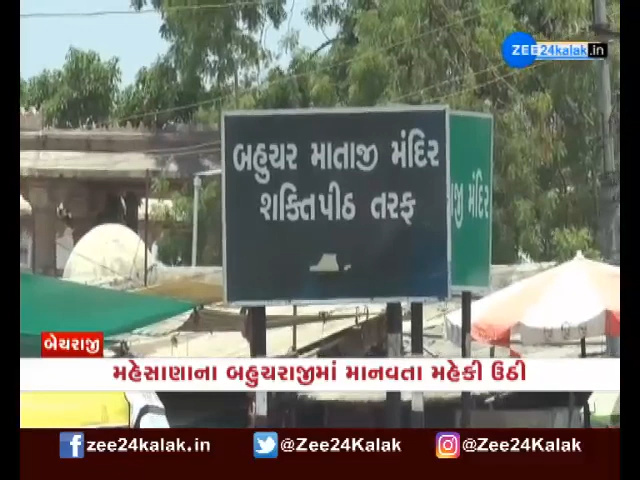 ZEE24kalak.in
બહુચર માતાજી મંદિર
શક્તિપીઠ તરફ
જી મંદિર
બેચરાજી
મહેસાણાના બહુચરાજીમાં માનવતા મહેકી ઉઠી
zee24kalak.in
@Zee24Kalak
@Zee24Kalak